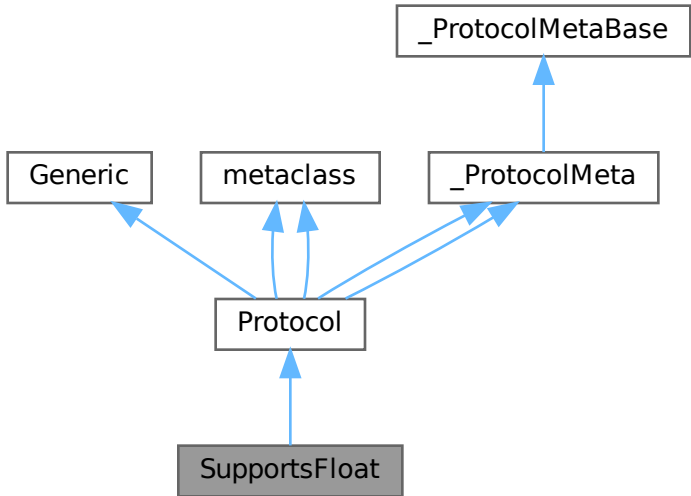 _ProtocolMetaBase
Generic
metaclass
_ProtocolMeta
Protocol
SupportsFloat